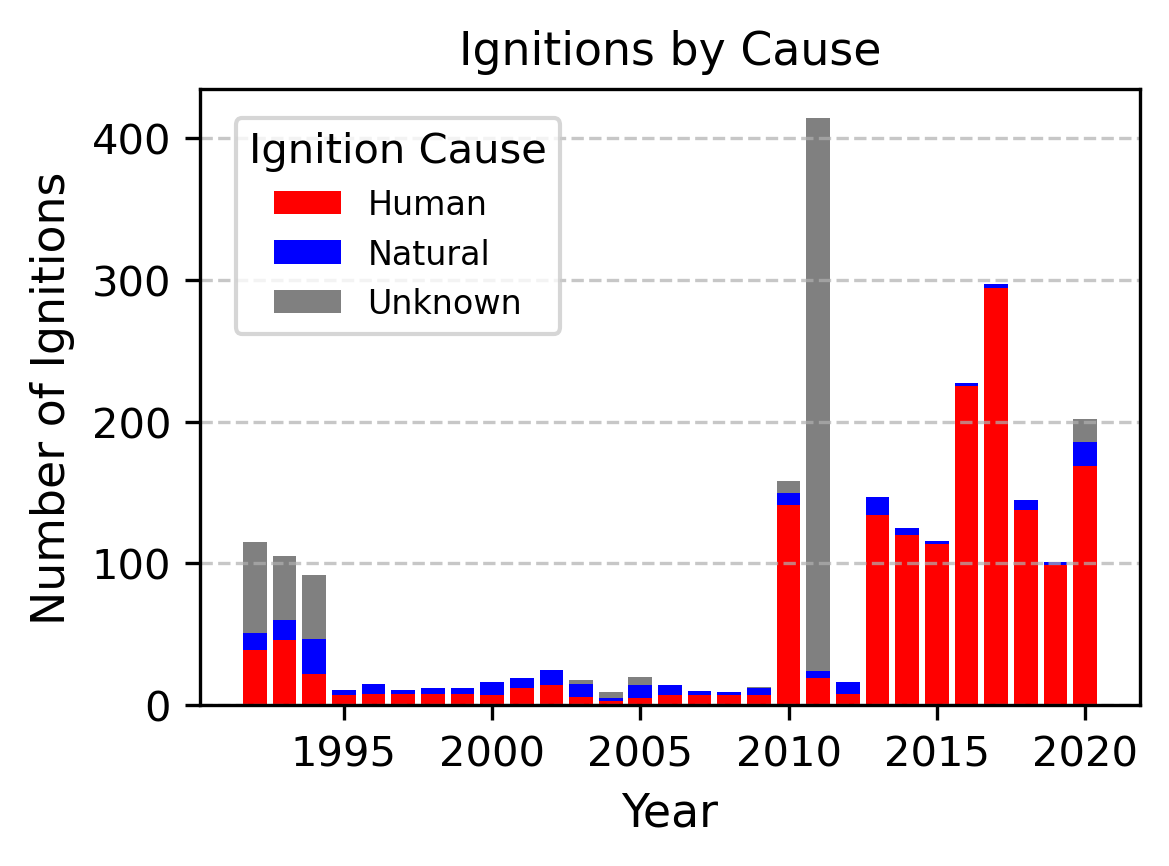 Ignitions by Cause
Number of Ignitions
400
300
200
100
0
Ignition Cause
Human
Natural
Unknown
1995 2000 2005 2010 2015 2020
Year